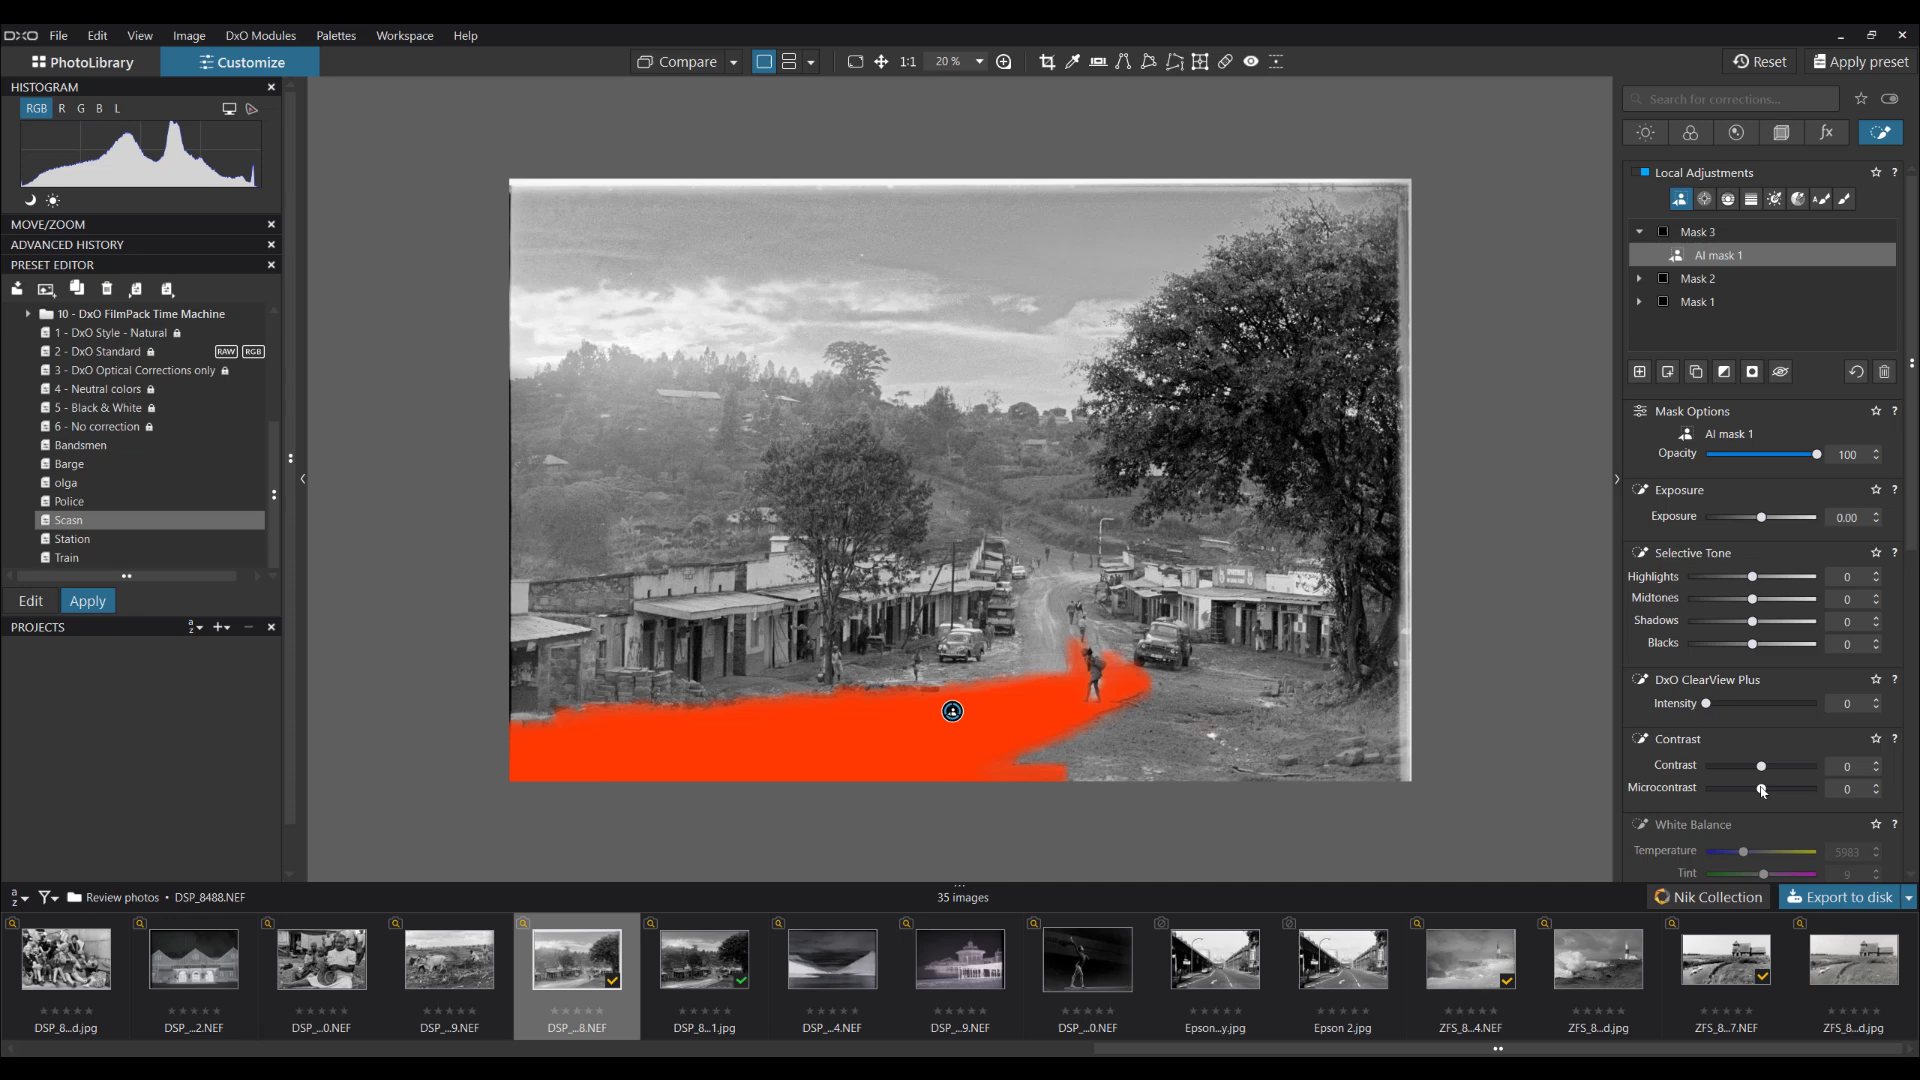 DXO File Edit View Image DxO Modules Palettes Workspace Help
PhotoLibrary Customize Compare 1:1 20 % Reset Apply preset
HISTOGRAM
RGB R G B L
MOVE/ZOOM
ADVANCED HISTORY
PRESET EDITOR
10 - DxO FilmPack Time Machine
1 - DxO Style - Natural
2 - DxO Standard RAW RGB
3 - DxO Optical Corrections only
4 - Neutral colors
5 - Black & White
6 - No correction
Bandsmen
Barge
olga
Police
Scasn
Station
Train
Edit Apply
PROJECTS a z
Search for corrections...
fx
Local Adjustments ?
A
Mask 3
AI mask 1
Mask 2
Mask 1
Mask Options ?
AI mask 1
Opacity 100
Exposure ?
Exposure 0.00
Selective Tone ?
Highlights 0
Midtones 0
Shadows 0
Blacks 0
DxO ClearView Plus ?
Intensity 0
Contrast ?
Contrast 0
Microcontrast 0
White Balance ?
Temperature 5983
Tint 9
a z Review photos • DSP_8488.NEF 35 images Nik Collection Export to disk
DSP_8...d.jpg DSP_...2.NEF DSP_...0.NEF DSP_...9.NEF DSP_...8.NEF DSP_8...1.jpg DSP_...4.NEF DSP_...9.NEF DSP_...0.NEF Epson...y.jpg Epson 2.jpg ZFS_8...4.NEF ZFS_8...d.jpg ZFS_8...7.NEF ZFS_8...d.jpg